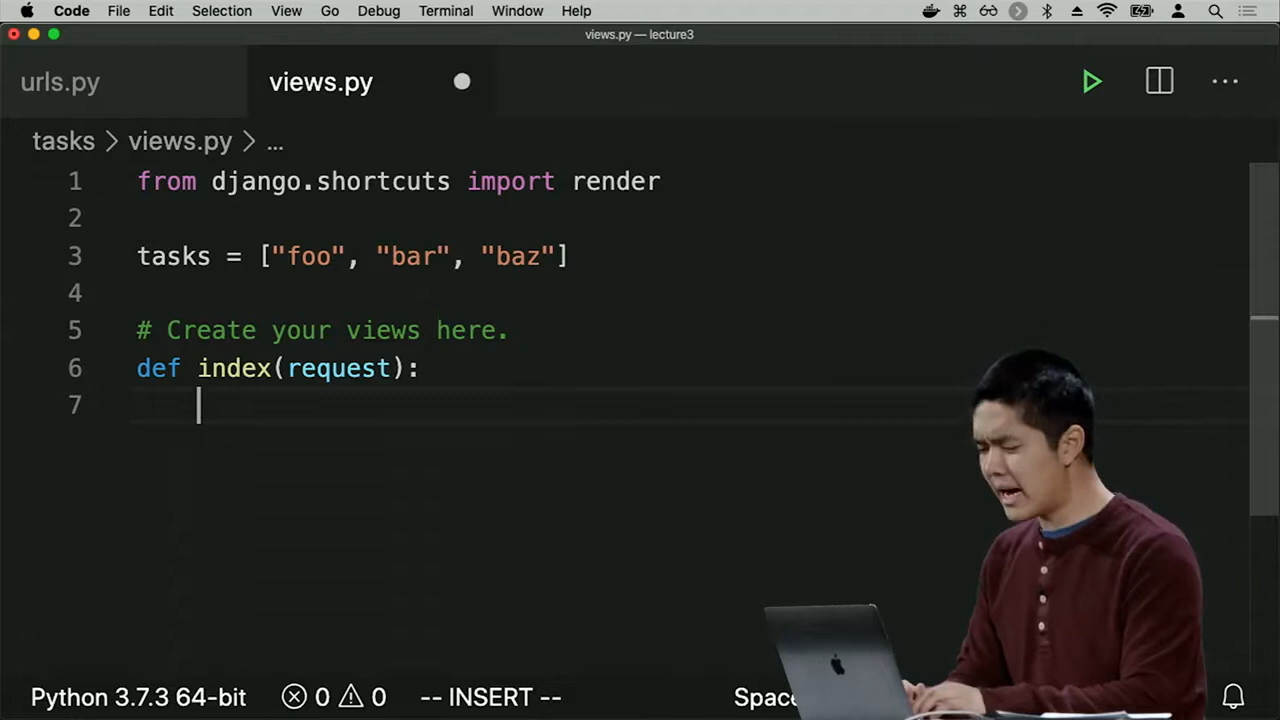 Code File Edit Selection View Go Debug Terminal Window Help
views.py — lecture3
urls.py views.py
tasks > views.py > ...
1 from django.shortcuts import render
2
3 tasks = ["foo", "bar", "baz"]
4
5 # Create your views here.
6 def index(request):
7
Python 3.7.3 64-bit 0 0 -- INSERT --